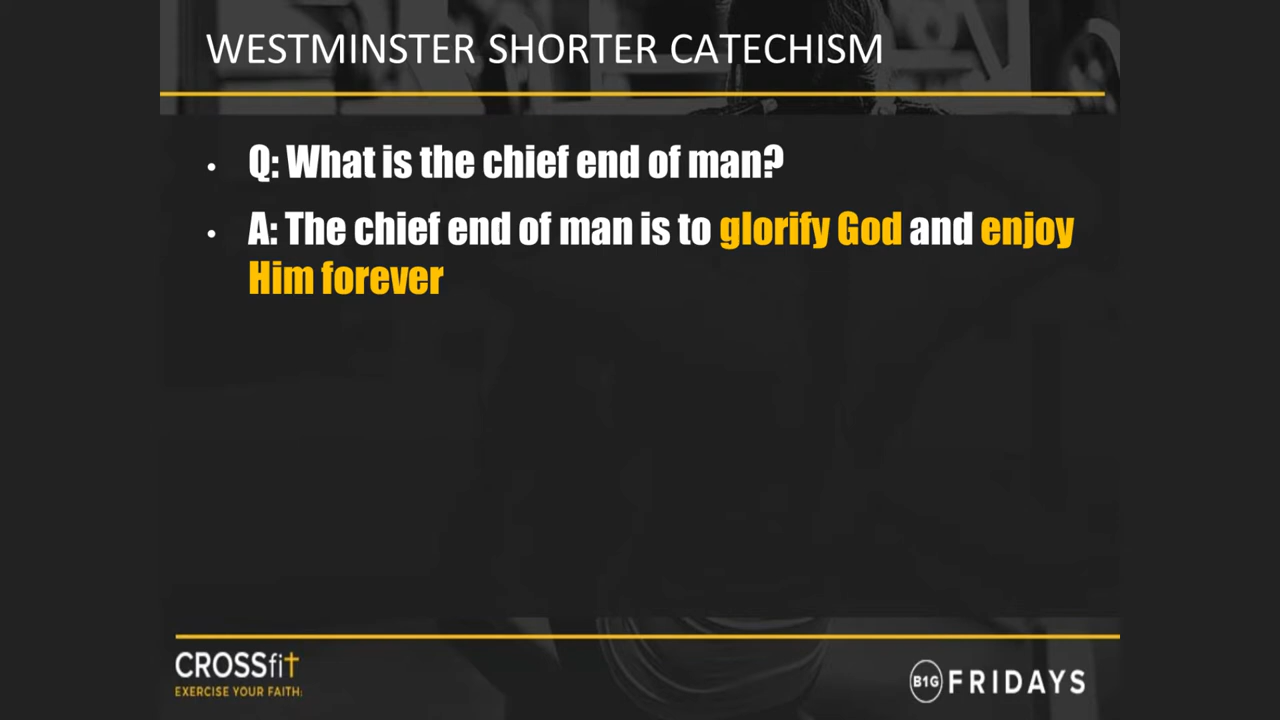 WESTMINSTER SHORTER CATECHISM
• Q: What is the chief end of man?
• A: The chief end of man is to glorify God and enjoy
Him forever
CROSSfit
EXERCISE YOUR FAITH:
B1G FRIDAYS